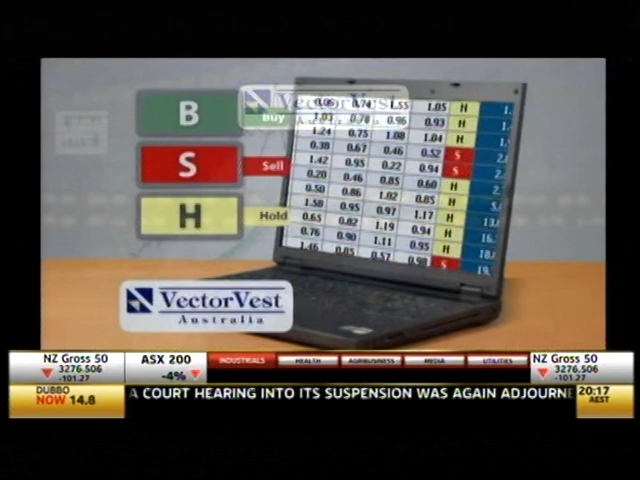 B
Buy
S
Sell
H
Hold
VectorVest
0.06 0.74 1.55 1.05 H
1.03 0.78 0.96 0.93 H
1.24 0.75 1.08 1.04 H
0.38 0.67 0.46 0.52 S
1.42 0.95 0.22 0.94 S
0.20 0.46 0.85 0.60 H
0.50 0.86 1.02 0.85 H
1.58 0.95 0.97 1.17 H
0.65 0.82 1.19 0.94 H
0.76 0.90 1.11 0.95 H
1.46 0.85 0.57 0.98 S
VectorVest
Australia
NZ Gross 50
3276.506
-101.27
ASX 200
-4%
INDUSTRIALS
HEALTH
AGRIBUSINESS
MEDIA
UTILITIES
NZ Gross 50
3276.506
-101.27
DUBBO
NOW 14.8
A COURT HEARING INTO ITS SUSPENSION WAS AGAIN ADJOURNE
20:17
AEST